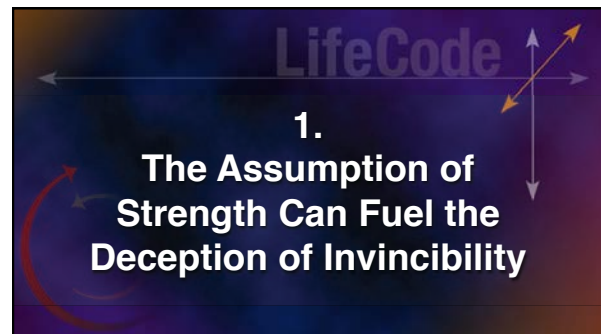 LifeCode
1.
The Assumption of
Strength Can Fuel the
Deception of Invincibility